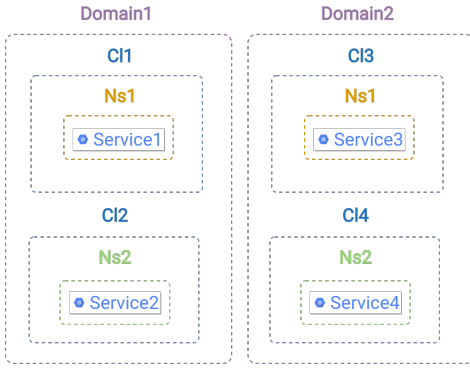 Domain1
Cl1
Ns1
Service1
Cl2
Ns2
Service2
Domain2
Cl3
Ns1
Service3
Cl4
Ns2
Service4